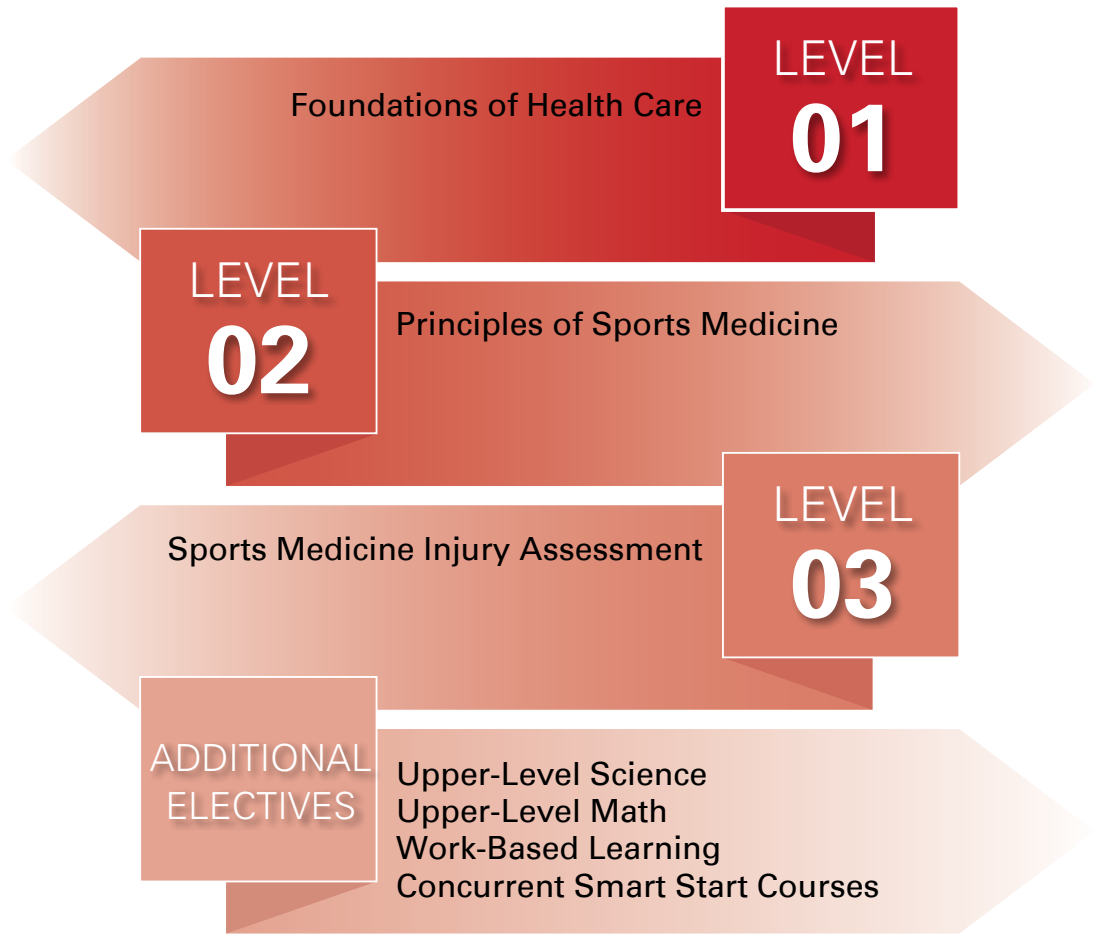 LEVEL
01
Foundations of Health Care
LEVEL
02
Principles of Sports Medicine
LEVEL
03
Sports Medicine Injury Assessment
ADDITIONAL
ELECTIVES
Upper-Level Science
Upper-Level Math
Work-Based Learning
Concurrent Smart Start Courses